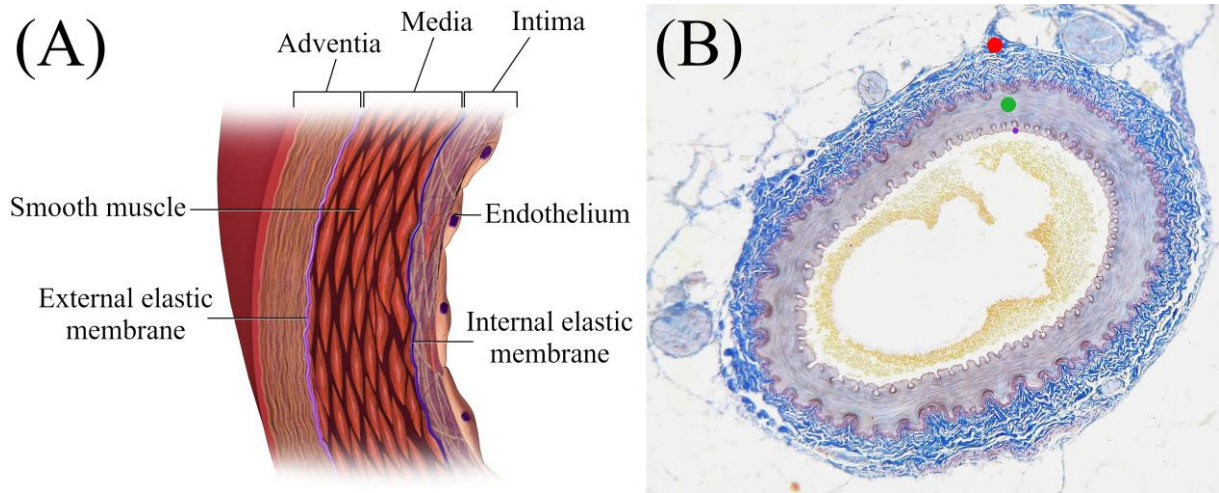 (A)
Adventia
Media
Intima
(B)
Smooth muscle
Endothelium
External elastic
membrane
Internal elastic
membrane